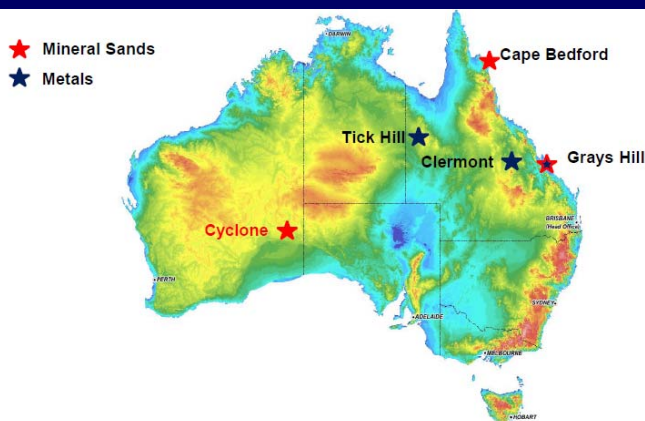 Mineral Sands
Metals
DARWIN
Cape Bedford
Tick Hill
Clermont
Grays Hill
Cyclone
BRISBANE
(Head Office)
PERTH
SYDNEY
ADELAIDE
MELBOURNE
HOBART